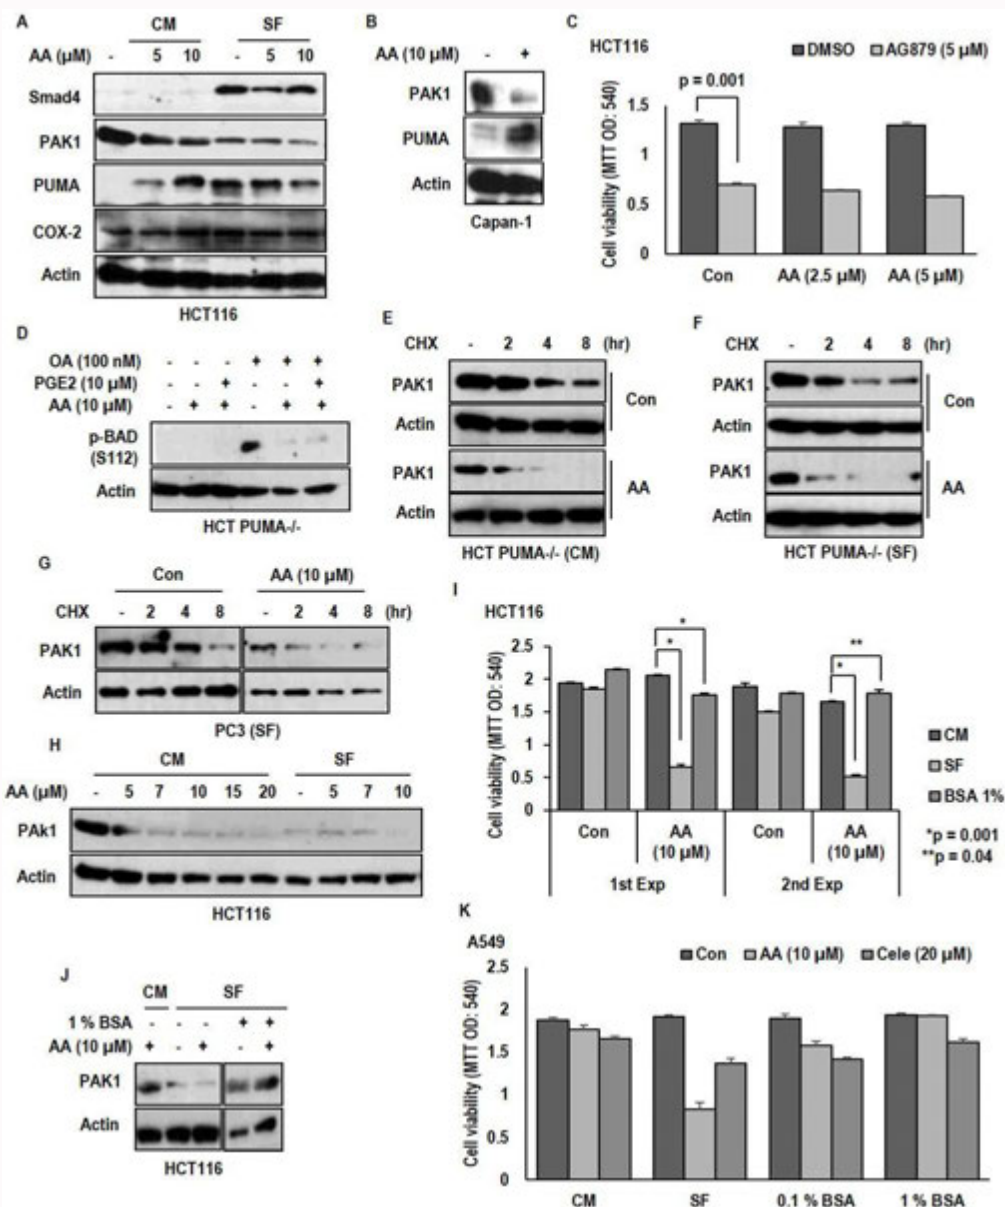 A
CM SF
AA (µM) - 5 10 - 5 10
Smad4
PAK1
PUMA
COX-2
Actin
HCT116
B
AA (10 µM) - +
PAK1
PUMA
Actin
Capan-1
C
HCT116
DMSO AG879 (5 µM)
p = 0.001
Cell viability (MTT OD: 540)
1.5
1
0.5
0
Con AA (2.5 µM) AA (5 µM)
D
OA (100 nM) - - - + + +
PGE2 (10 µM) - - + - - +
AA (10 µM) - + + - + +
p-BAD
(S112)
Actin
HCT PUMA-/-
E
CHX - 2 4 8 (hr)
PAK1
Con
Actin
PAK1
AA
Actin
HCT PUMA-/- (CM)
F
CHX - 2 4 8 (hr)
PAK1
Con
Actin
PAK1
AA
Actin
HCT PUMA-/- (SF)
G
Con AA (10 µM)
CHX - 2 4 8 - 2 4 8 (hr)
PAK1
Actin
PC3 (SF)
H
CM SF
AA (µM) - 5 7 10 15 20 - 5 7 10
PAk1
Actin
HCT116
I
HCT116
Cell viability (MTT OD: 540)
2.5
2
1.5
1
0.5
0
* * * **
Con AA (10 µM) Con AA (10 µM)
1st Exp 2nd Exp
CM
SF
BSA 1%
*p = 0.001
**p = 0.04
J
CM SF
1 % BSA - - - + +
AA (10 µM) + - + - +
PAK1
Actin
HCT116
K
A549
Con AA (10 µM) Cele (20 µM)
Cell viability (MTT OD: 540)
2.5
2
1.5
1
0.5
0
CM SF 0.1 % BSA 1 % BSA